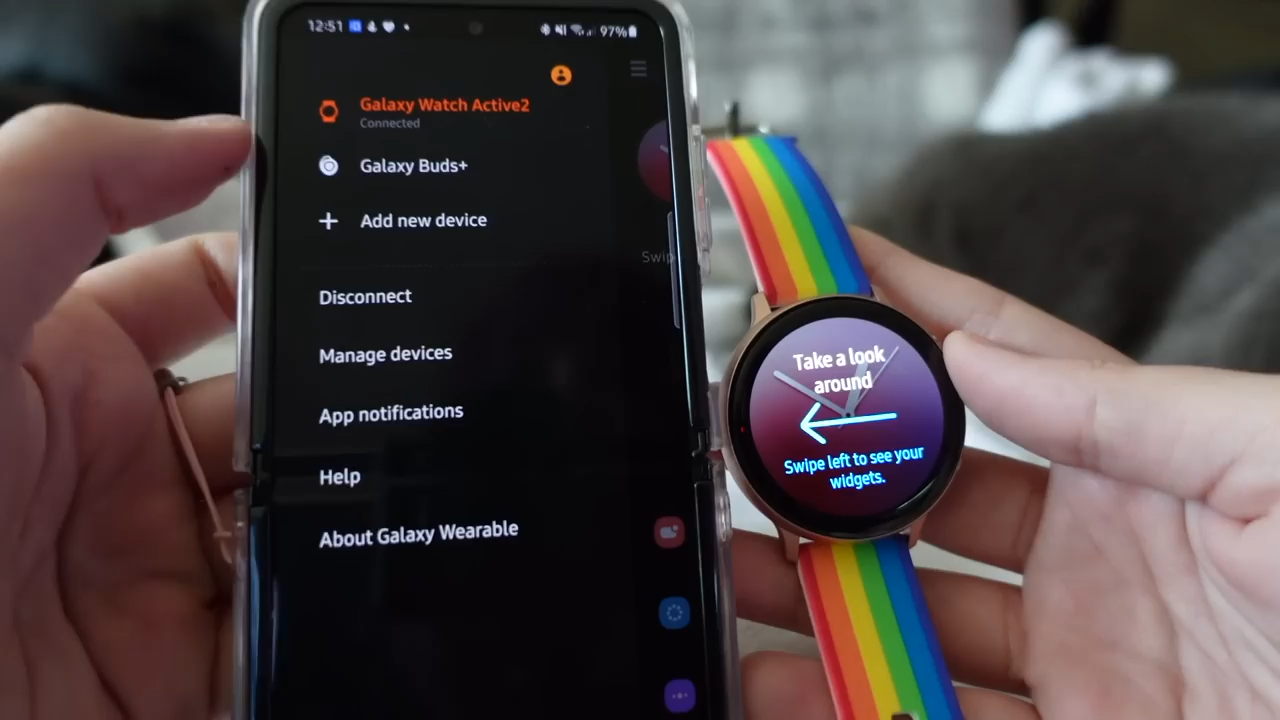 12:51
97%
Galaxy Watch Active2
Connected
Galaxy Buds+
Add new device
Swip
Disconnect
Manage devices
App notifications
Help
About Galaxy Wearable
Take a look
around
Swipe left to see your
widgets.